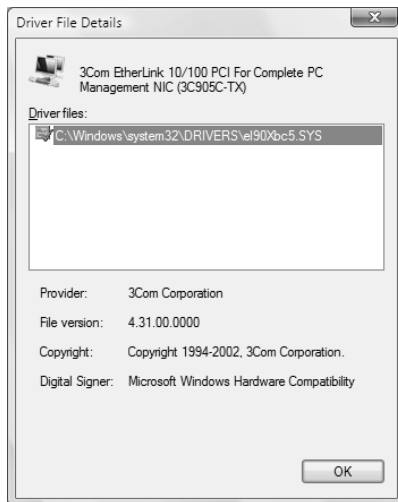 Driver File Details
3Com EtherLink 10/100 PCI For Complete PC
Management NIC (3C905C-TX)
Driver files:
C:\Windows\system32\DRIVERS\el90Xbc5.SYS
Provider: 3Com Corporation
File version: 4.31.00.0000
Copyright: Copyright 1994-2002, 3Com Corporation.
Digital Signer: Microsoft Windows Hardware Compatibility
OK